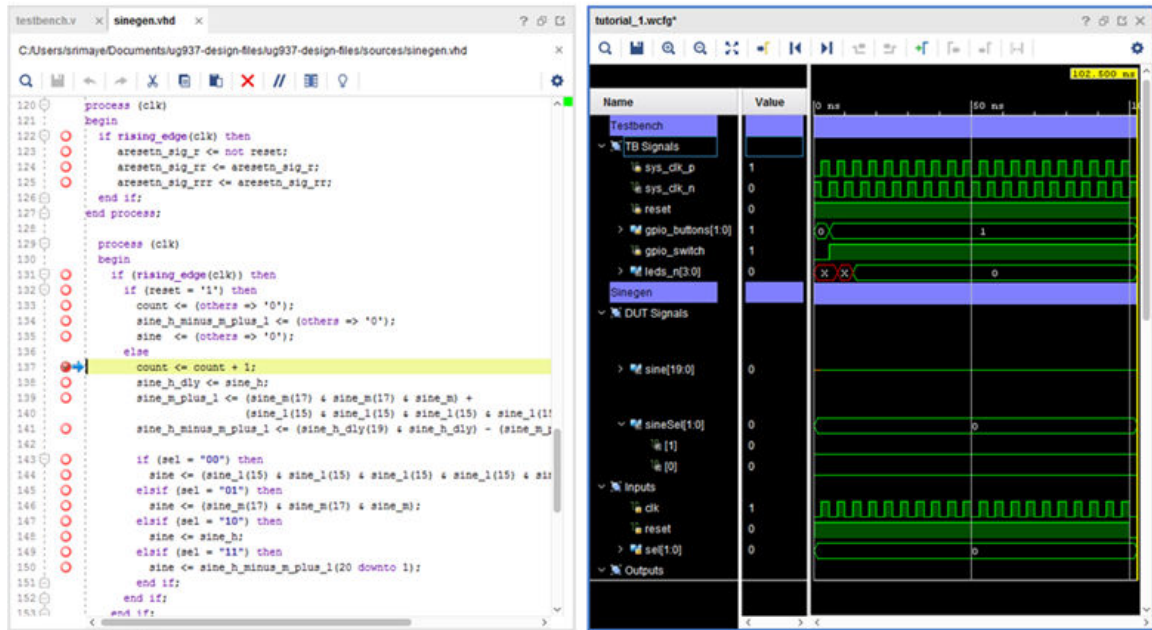 testbench.v × sinegen.vhd ×
C:/Users/srimaye/Documents/ug937-design-files/ug937-design-files/sources/sinegen.vhd
120 process (clk)
121 begin
122 if rising_edge(clk) then
123 aresetn_sig_r <= not reset;
124 aresetn_sig_rr <= aresetn_sig_r;
125 aresetn_sig_rrr <= aresetn_sig_rr;
126 end if;
127 end process;
128
129 process (clk)
130 begin
131 if (rising_edge(clk)) then
132 if (reset = '1') then
133 count <= (others => '0');
134 sine_h_minus_m_plus_l <= (others => '0');
135 sine <= (others => '0');
136 else
137 count <= count + 1;
138 sine_h_dly <= sine_h;
139 sine_m_plus_l <= (sine_m(17) & sine_m(17) & sine_m) +
140 (sine_l(15) & sine_l(15) & sine_l(15) & sine_l(15
141 sine_h_minus_m_plus_l <= (sine_h_dly(19) & sine_h_dly) - (sine_m_p
142
143 if (sel = "00") then
144 sine <= (sine_l(15) & sine_l(15) & sine_l(15) & sine_l(15) & sin
145 elsif (sel = "01") then
146 sine <= (sine_m(17) & sine_m(17) & sine_m);
147 elsif (sel = "10") then
148 sine <= sine_h;
149 elsif (sel = "11") then
150 sine <= sine_h_minus_m_plus_l(20 downto 1);
151 end if;
152 end if;
153 end if;
tutorial_1.wcfg*
102.500 ns
Name Value 0 ns 50 ns
Testbench
TB Signals
sys_clk_p 1
sys_clk_n 0
reset 0
gpio_buttons[1:0] 1 0 1
gpio_switch 1
leds_n[3:0] 0 X X 0
Sinegen
DUT Signals
sine[19:0] 0
sineSel[1:0] 0 0
[1] 0
[0] 0
Inputs
clk 1
reset 0
sel[1:0] 0 0
Outputs